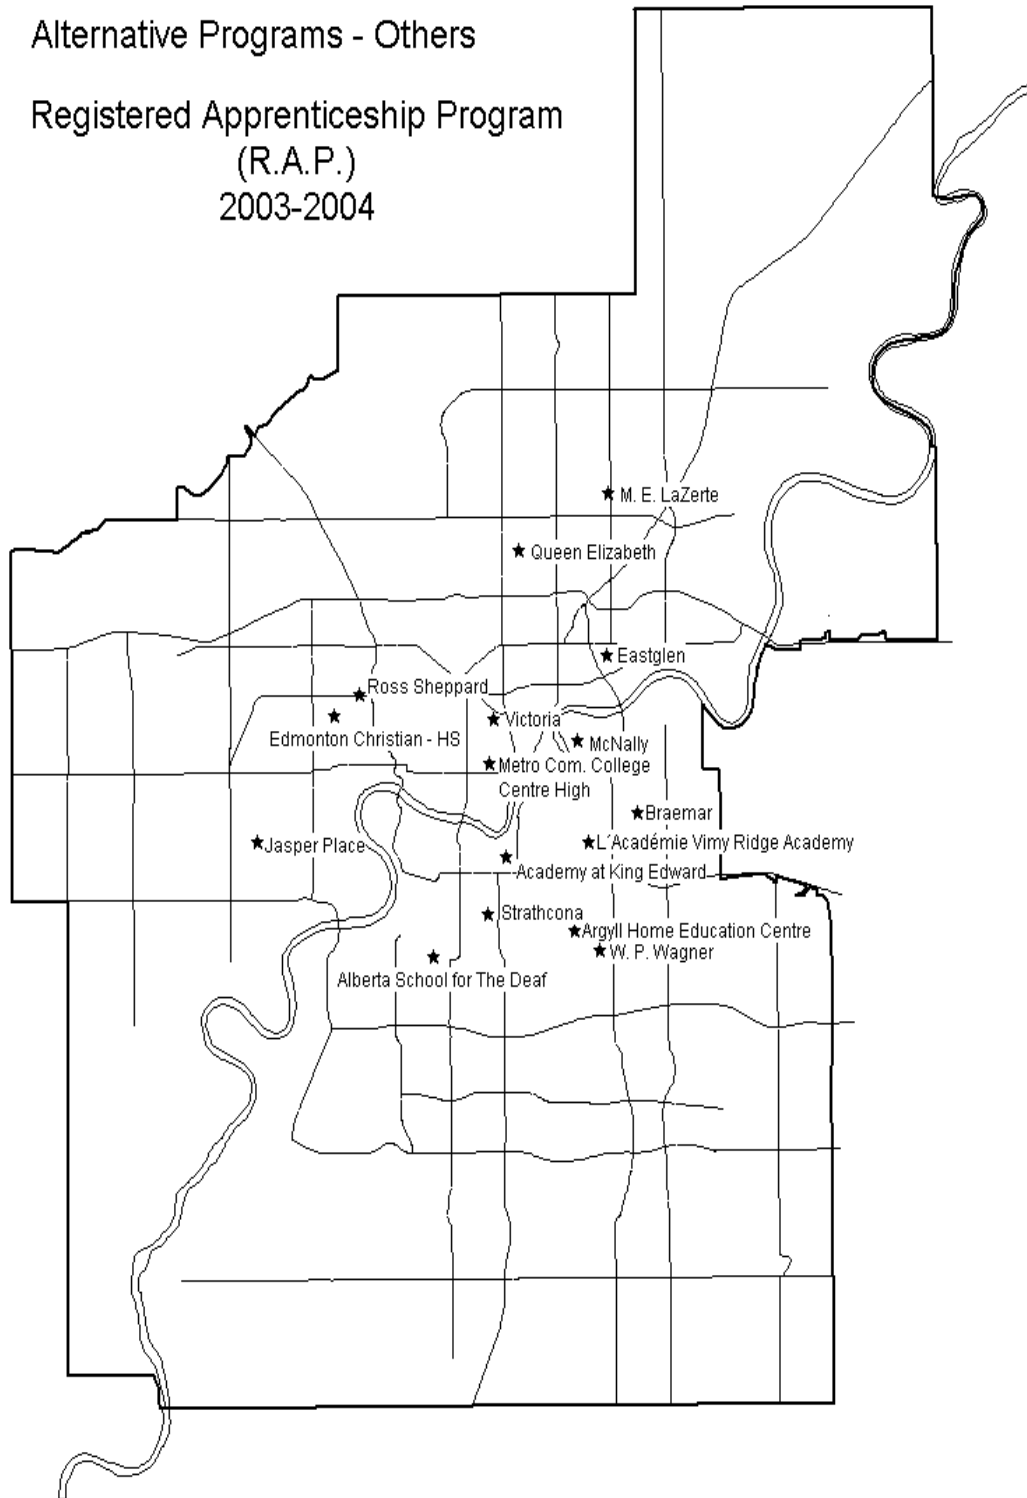 Alternative Programs - Others
Registered Apprenticeship Program
(R.A.P.)
2003-2004
M. E. LaZerte
Queen Elizabeth
Eastglen
Ross Sheppard
Victoria
Edmonton Christian - HS
McNally
Metro Com. College
Centre High
Braemar
Jasper Place
L´Académie Vimy Ridge Academy
Academy at King Edward
Strathcona
Argyll Home Education Centre
W. P. Wagner
Alberta School for The Deaf